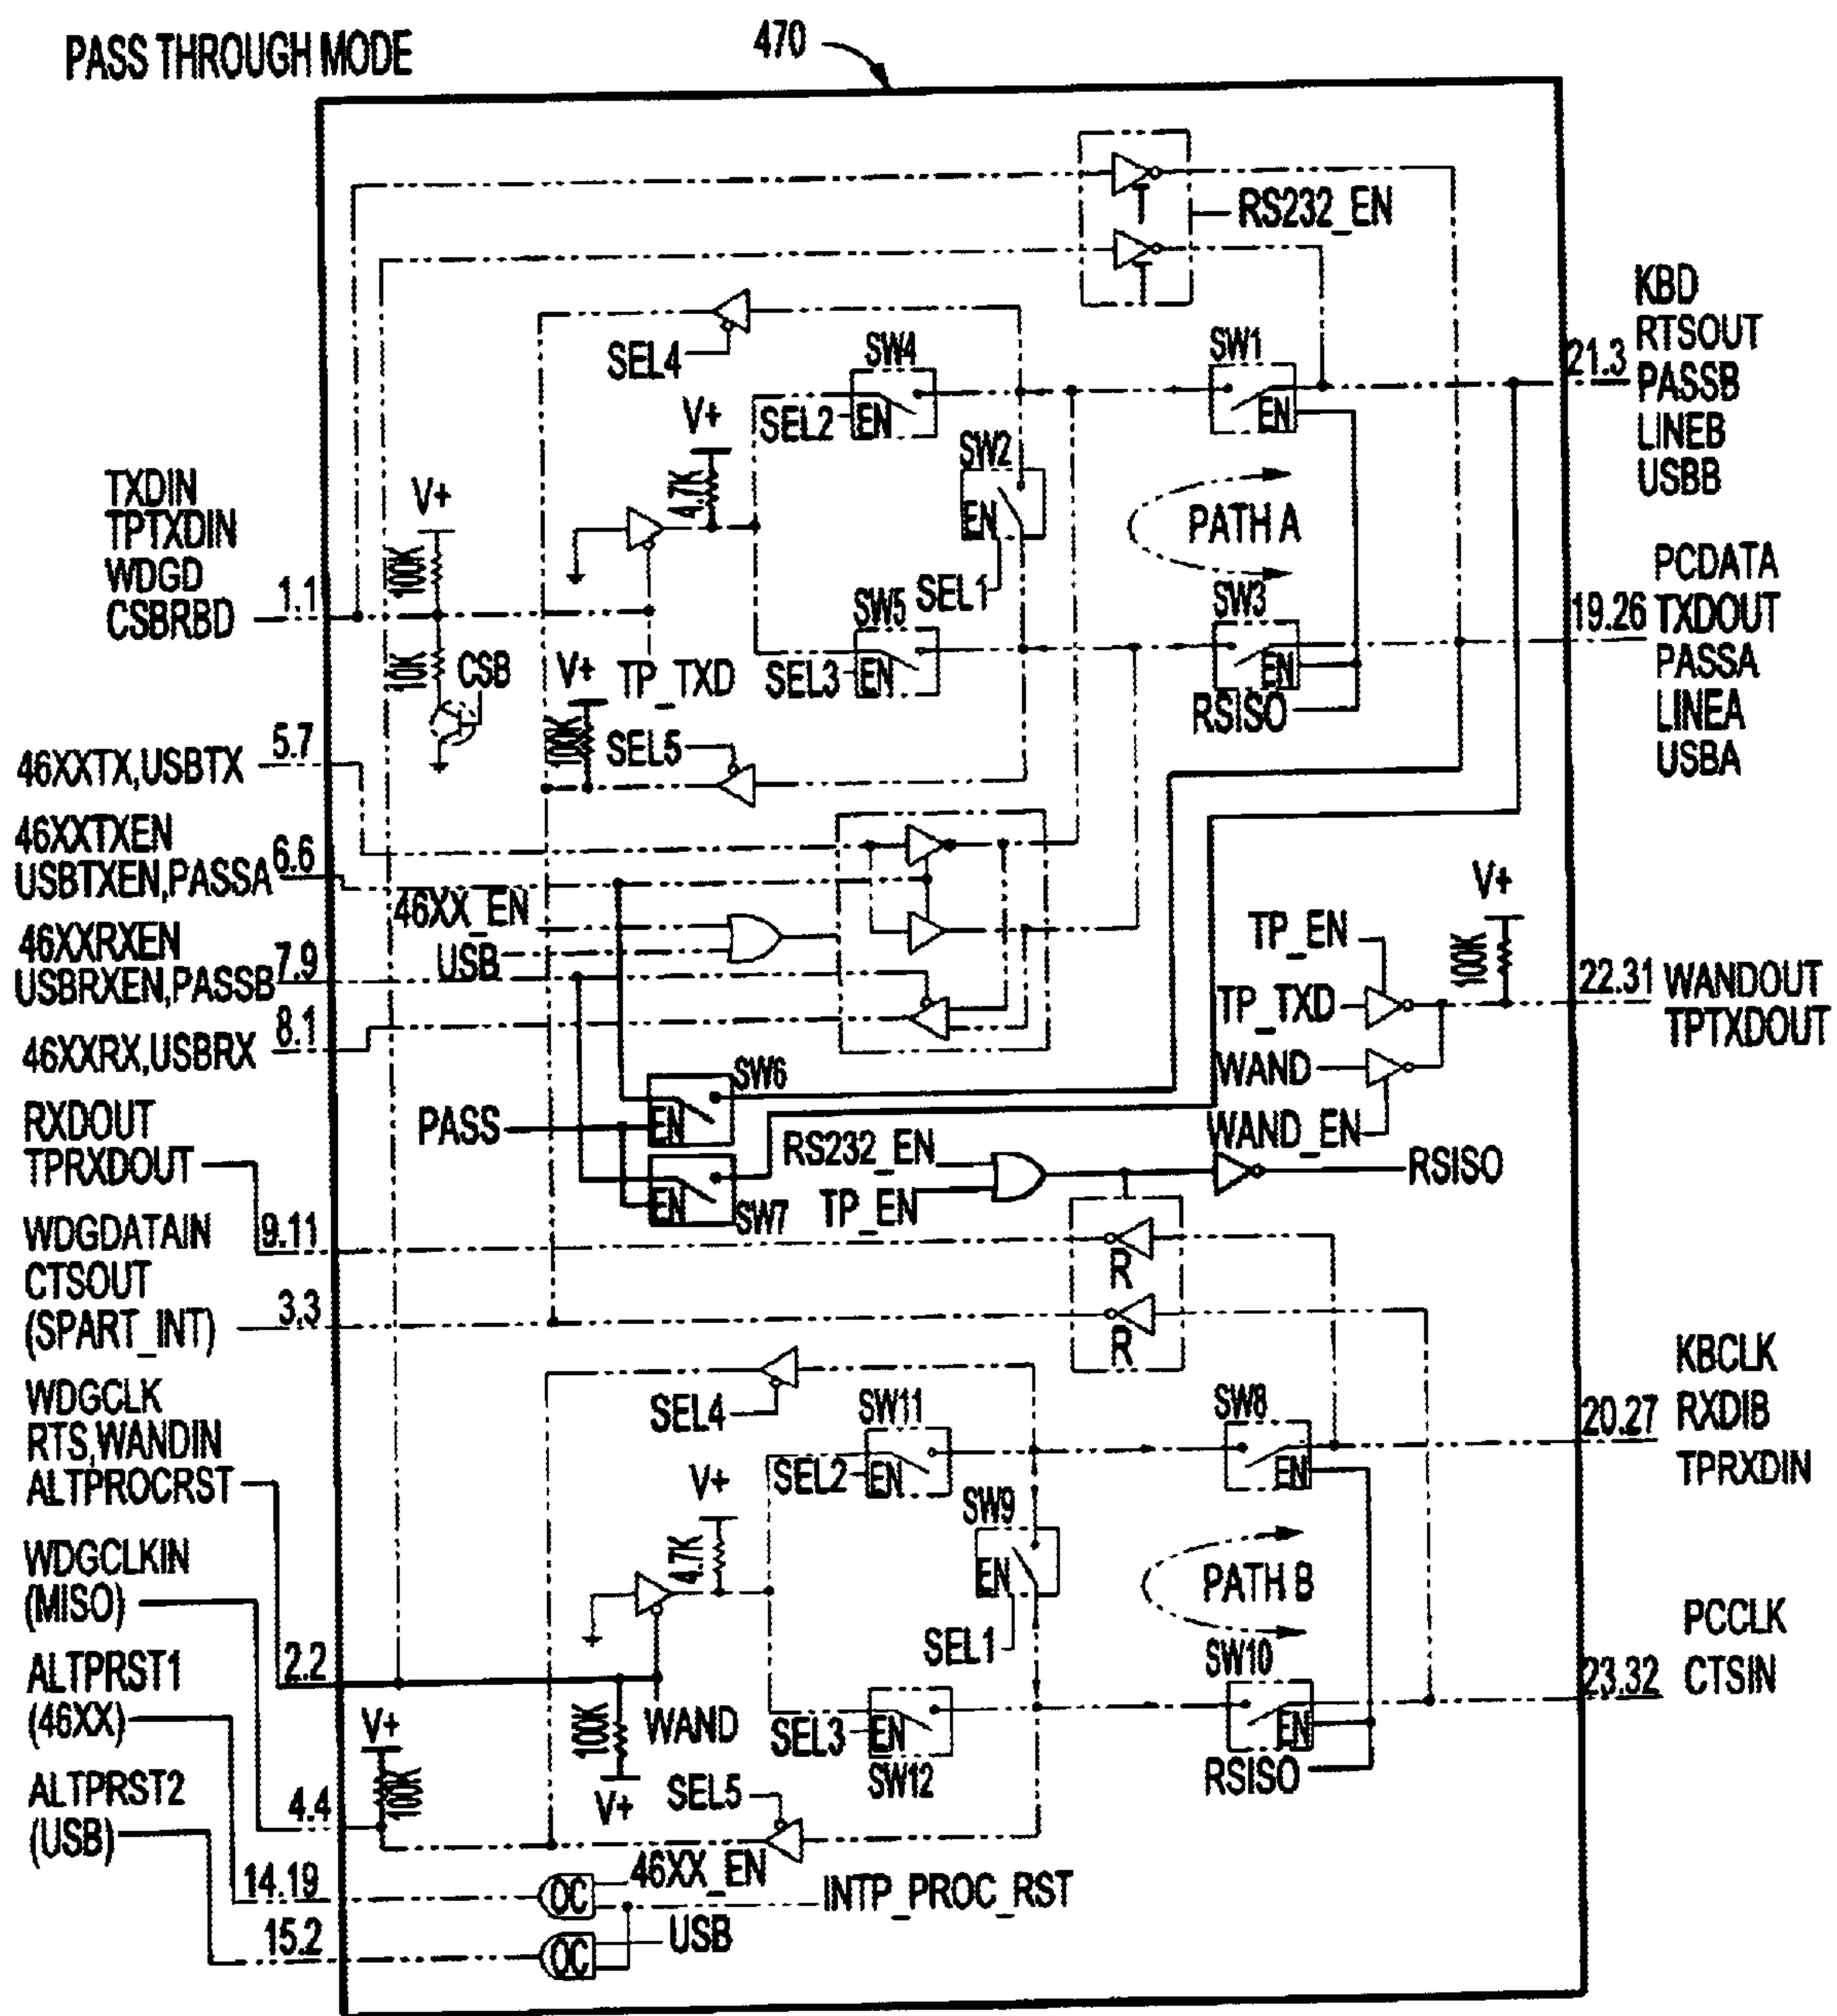 PASS THROUGH MODE
470
RS232_EN
KBD
RTSOUT
21.3
PASSB
LINEB
USBB
SEL4
SW4
SW1
SEL2
EN
EN
V+
4.7K
SW2
EN
SEL1
PATH A
TXDIN
TPTXDIN
WDGD
CSBRBD
1.1
V+
100K
10K
CSB
TP_TXD
SW5
SEL3
EN
SW3
EN
RSISO
PCDATA
19.26
TXDOUT
PASSA
LINEA
USBA
V+
100K
SEL5
5.7
46XXTX,USBTX
46XXTXEN
6.6
USBTXEN,PASSA
46XX_EN
46XXRXEN
USB
7.9
USBRXEN,PASSB
8.1
46XXRX,USBRX
V+
TP_EN
100K
22.31
WANDOUT
TP_TXD
TPTXDOUT
WAND
WAND_EN
SW6
PASS
EN
RXDOUT
TPRXDOUT
RS232_EN
TP_EN
RSISO
EN
SW7
9.11
WDGDATAIN
CTSOUT
3.3
(SPART_INT)
R
R
WDGCLK
RTS,WANDIN
ALTPROCRST
SEL4
SW11
SW8
SEL2
EN
EN
20.27
KBCLK
RXDIB
TPRXDIN
V+
4.7K
SW9
EN
SEL1
PATH B
WDGCLKIN
(MISO)
2.2
ALTPRST1
(46XX)
V+
100K
100K
V+
WAND
SEL3
EN
SW12
SW10
EN
RSISO
PCCLK
23.32
CTSIN
ALTPRST2
4.4
(USB)
SEL5
14.19
OC
46XX_EN
INTP_PROC_RST
15.2
OC
USB